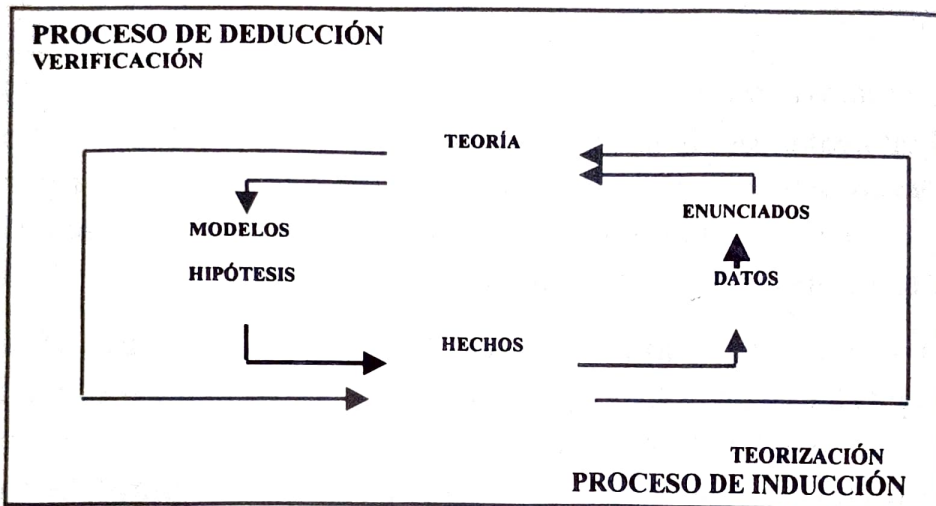 PROCESO DE DEDUCCIÓN
VERIFICACIÓN
TEORÍA
MODELOS
ENUNCIADOS
HIPÓTESIS
DATOS
HECHOS
TEORIZACIÓN
PROCESO DE INDUCCIÓN